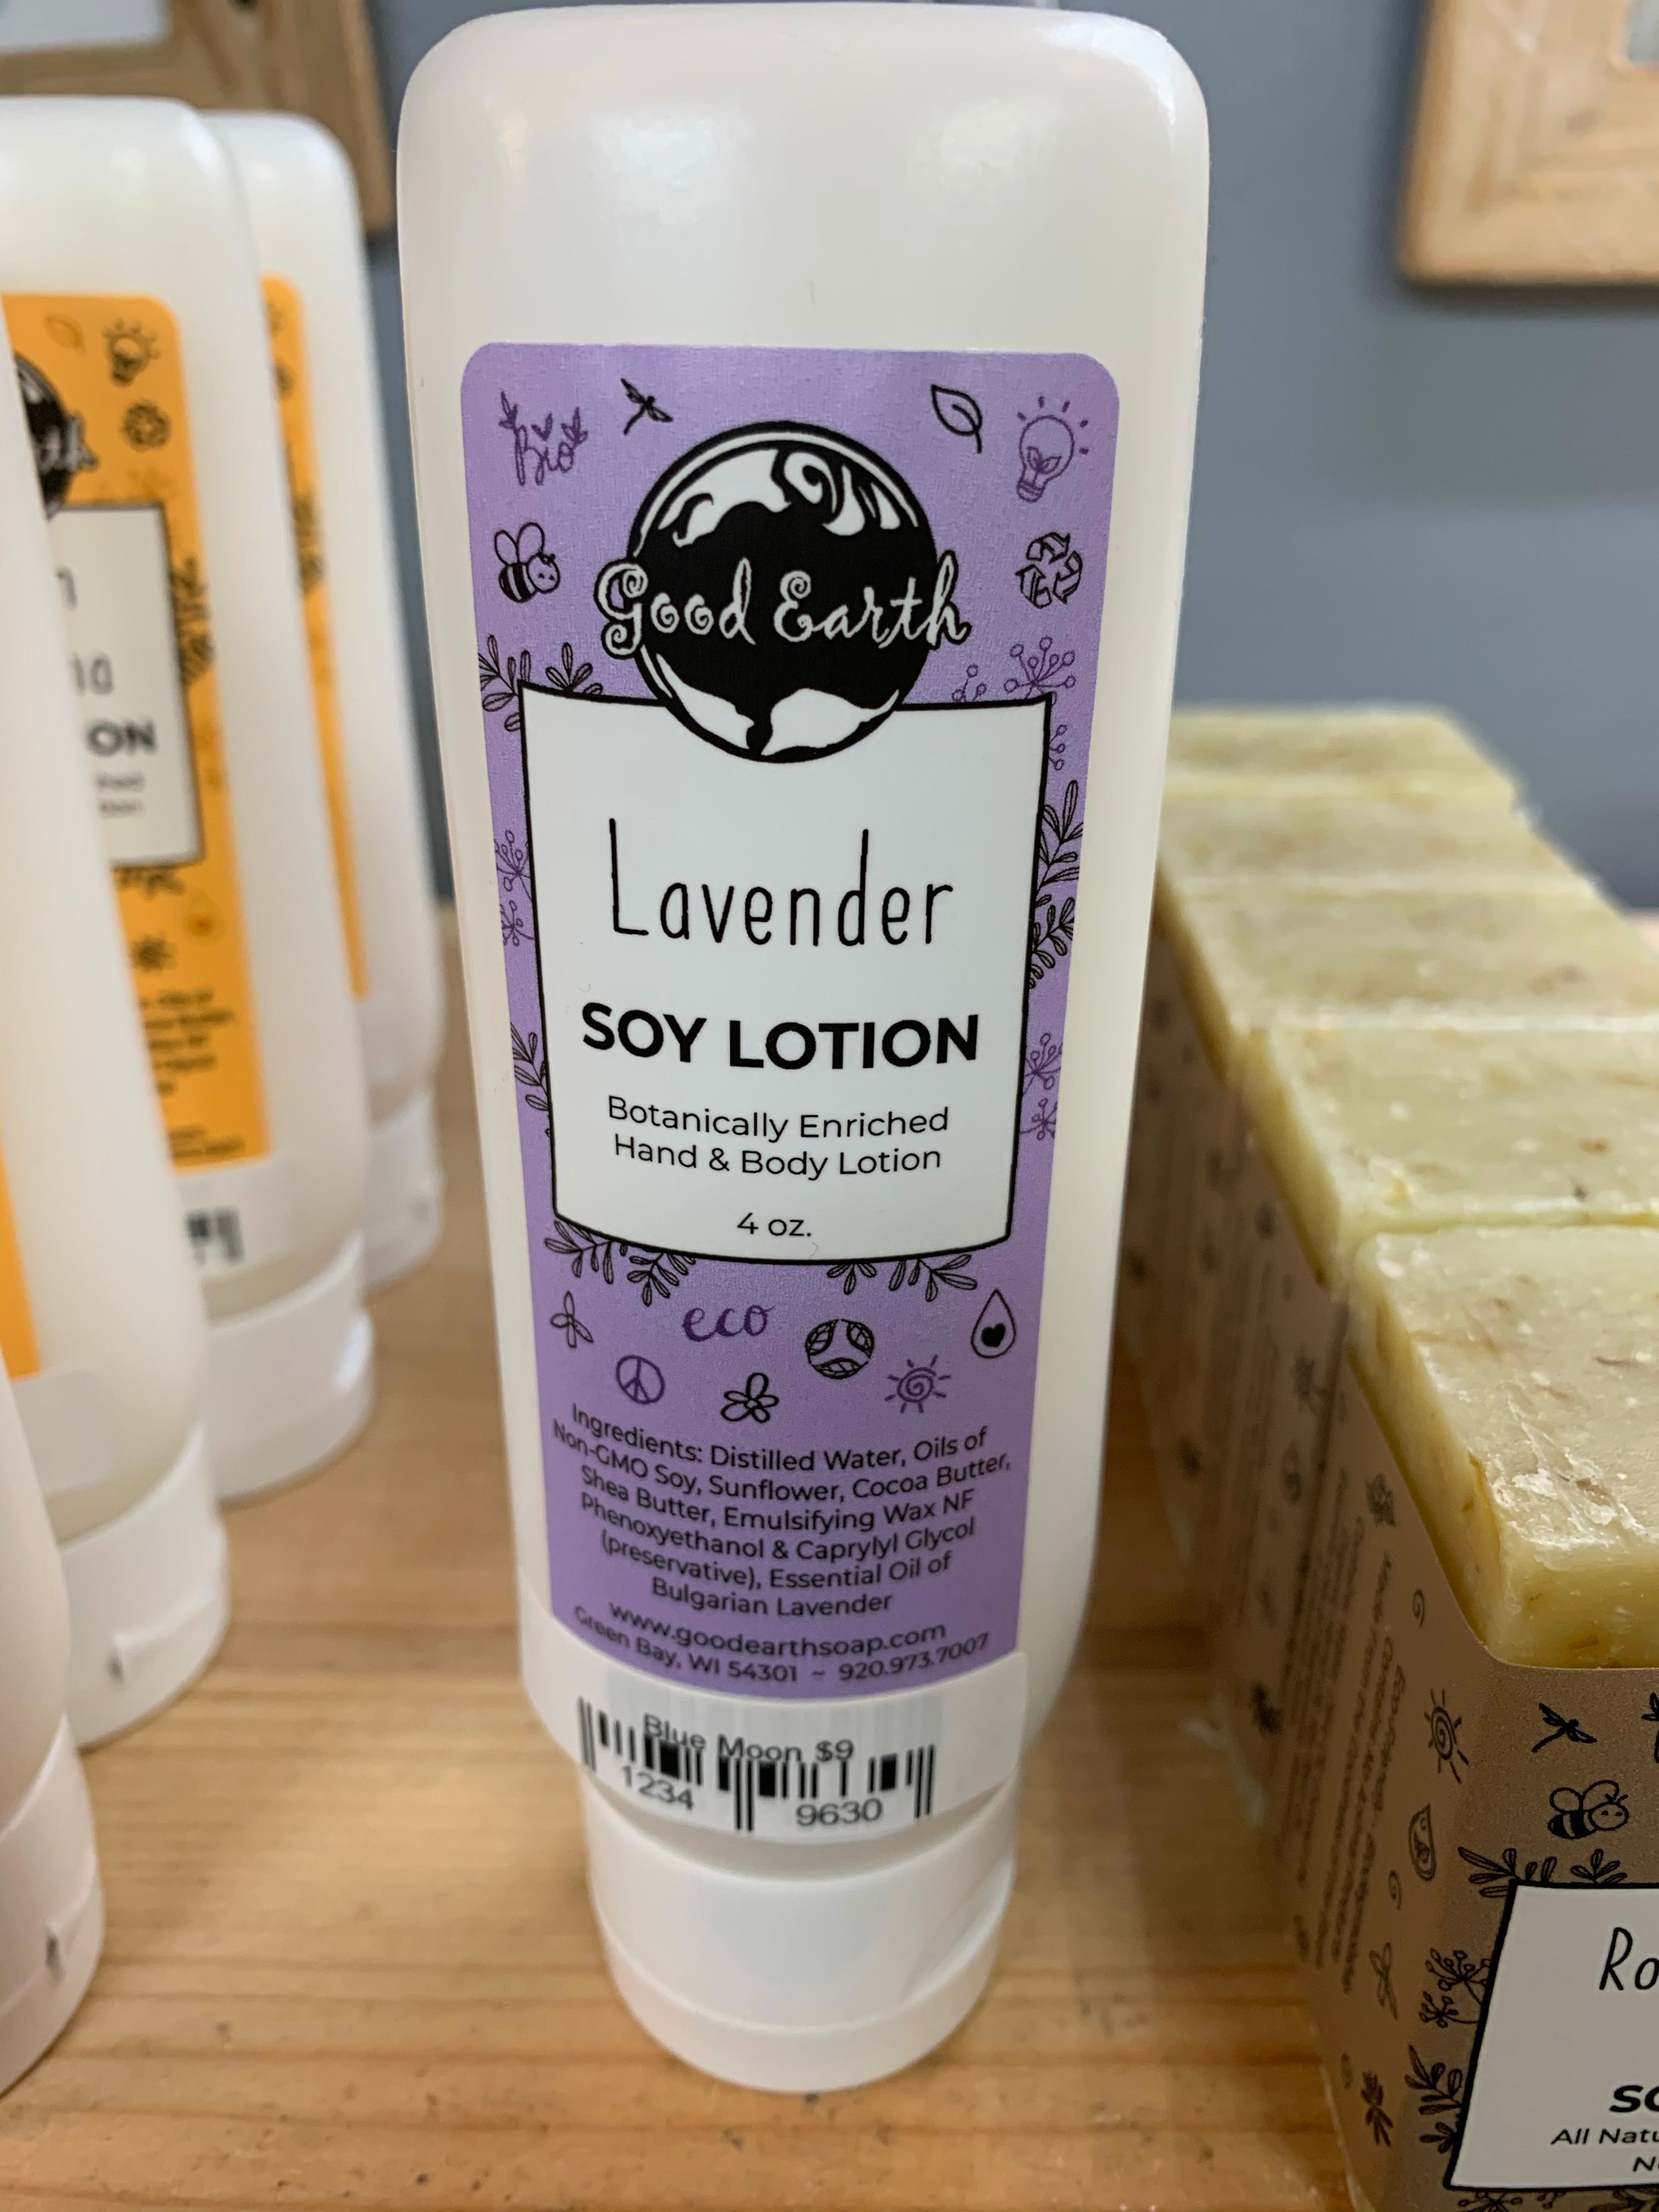 Bio
Good Earth
Lavender
SOY LOTION
Botanically Enriched
Hand & Body Lotion
4 oz.
eco
Ingredients: Distilled Water, Oils of
Non-GMO Soy, Sunflower, Cocoa Butter,
Shea Butter, Emulsifying Wax NF
Phenoxyethanol & Caprylyl Glycol
(preservative), Essential Oil of
Bulgarian Lavender
www.goodearthsoap.com
Green Bay, WI 54301 ~ 920.973.7007
Blue Moon $9
1234 9630
ON
All